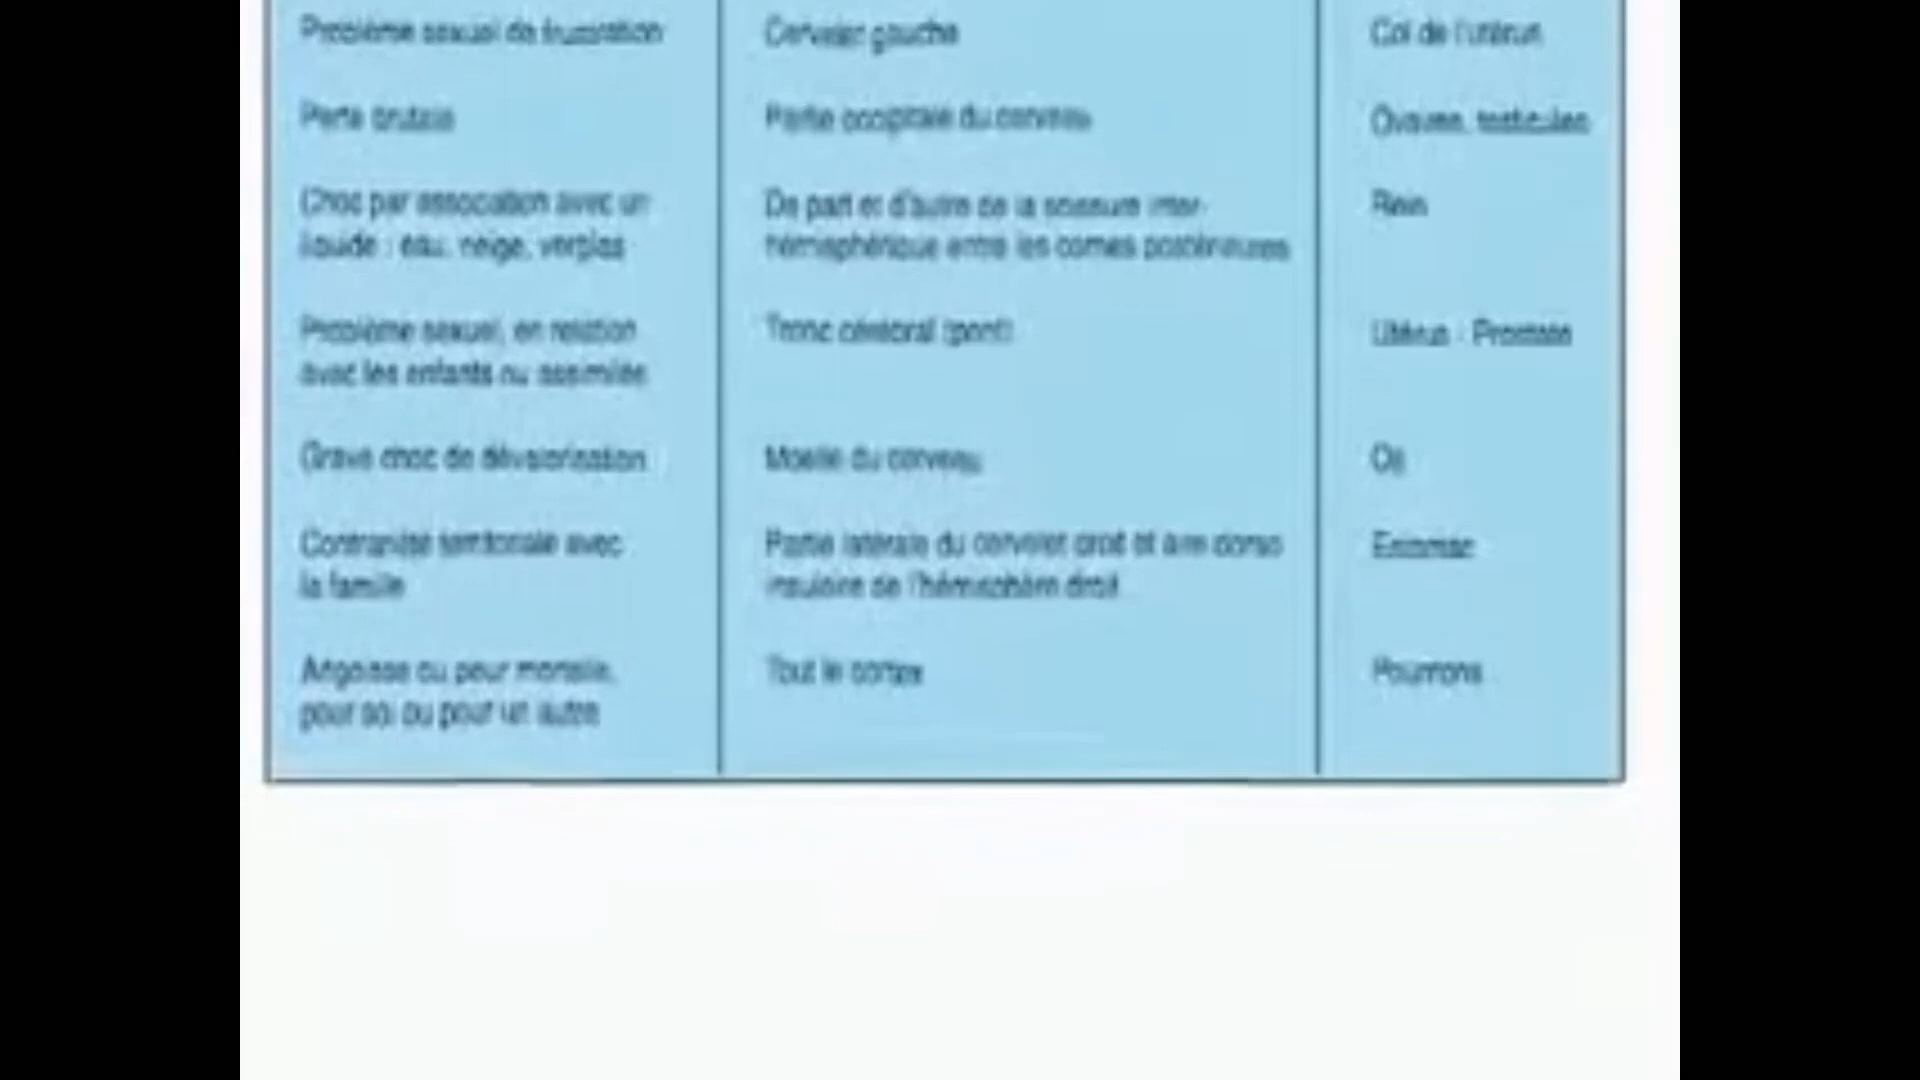 Problème sexuel de frustration
Cervelet gauche
Col de l'utérus
Perte brutale
Partie occipitale du cerveau
Ovaires, testicules
Choc par association avec un
liquide : eau, neige, verglas
De part et d'autre de la scissure inter-
hémisphérique entre les cornes postérieures
Rein
Problème sexuel, en relation
avec les enfants ou assimilés
Tronc cérébral (pont)
Utérus - Prostate
Grave choc de dévalorisation
Moelle du cerveau
Os
Contrariété territoriale avec
la famille
Partie latérale du cervelet droit et aire dorso
insulaire de l'hémisphère droit
Estomac
Angoisse ou peur mortelle,
pour soi ou pour un autre
Tout le cortex
Poumons